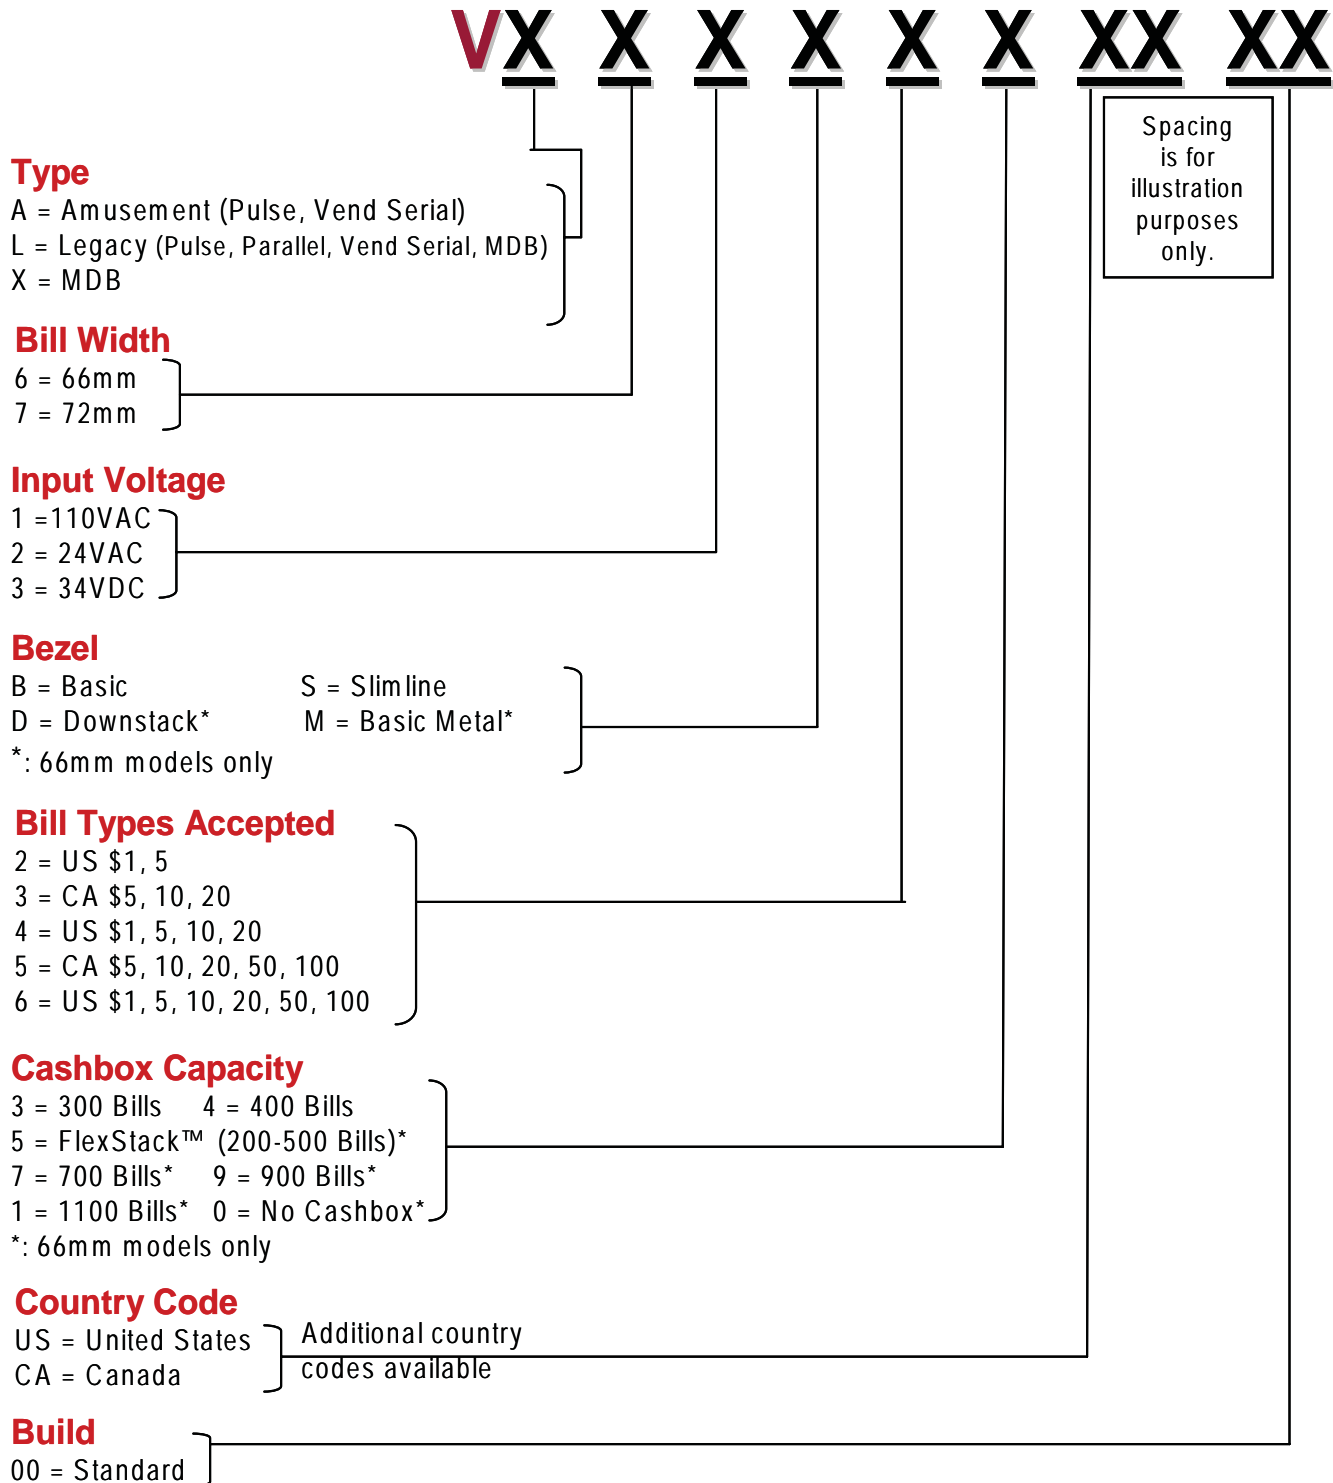 VX X X X X X XX XX
Spacing
is for
illustration
purposes
only.
Type
A = Amusement (Pulse, Vend Serial)
L = Legacy (Pulse, Parallel, Vend Serial, MDB)
X = MDB
Bill Width
6 = 66mm
7 = 72mm
Input Voltage
1 =110VAC
2 = 24VAC
3 = 34VDC
Bezel
B = Basic S = Slimline
D = Downstack* M = Basic Metal*
*: 66mm models only
Bill Types Accepted
2 = US $1, 5
3 = CA $5, 10, 20
4 = US $1, 5, 10, 20
5 = CA $5, 10, 20, 50, 100
6 = US $1, 5, 10, 20, 50, 100
Cashbox Capacity
3 = 300 Bills 4 = 400 Bills
5 = FlexStack™ (200-500 Bills)*
7 = 700 Bills* 9 = 900 Bills*
1 = 1100 Bills* 0 = No Cashbox*
*: 66mm models only
Country Code
US = United States
CA = Canada
Additional country
codes available
Build
00 = Standard